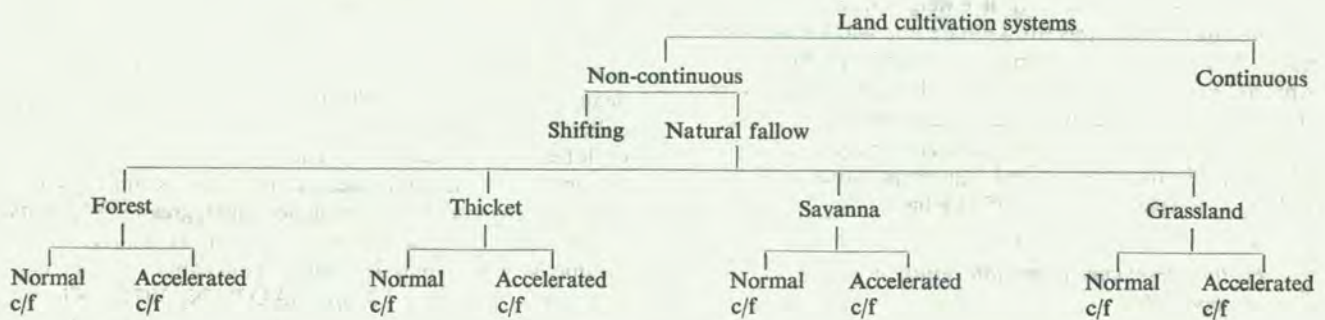 Land cultivation systems
Non-continuous Continuous
Shifting Natural fallow
Forest Thicket Savanna Grassland
Normal Accelerated Normal Accelerated Normal Accelerated Normal Accelerated
c/f c/f c/f c/f c/f c/f c/f c/f